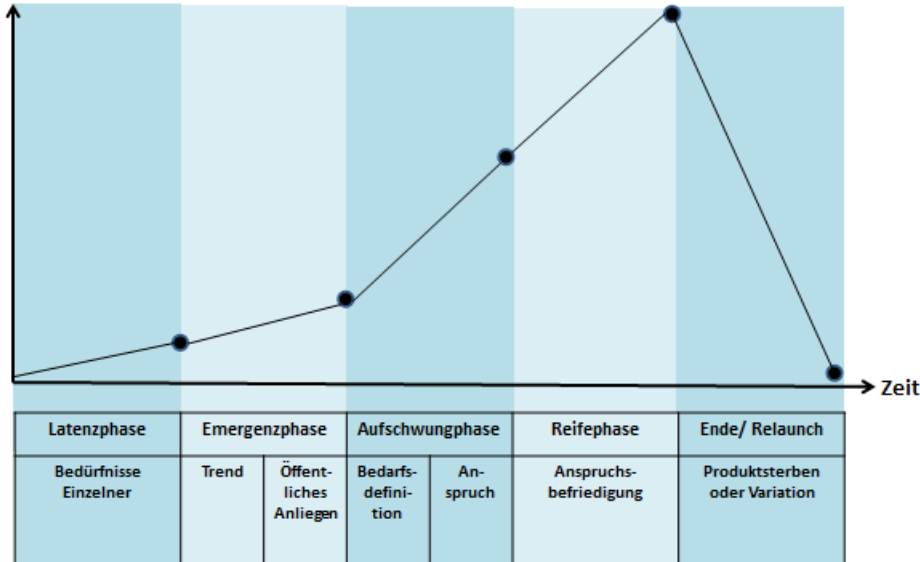 Zeit
Latenzphase
Emergenzphase
Aufschwungphase
Reifephase
Ende/ Relaunch
Bedürfnisse
Einzelner
Trend
Öffent-
liches
Anliegen
Bedarfs-
defini-
tion
An-
spruch
Anspruchs-
befriedigung
Produktsterben
oder Variation